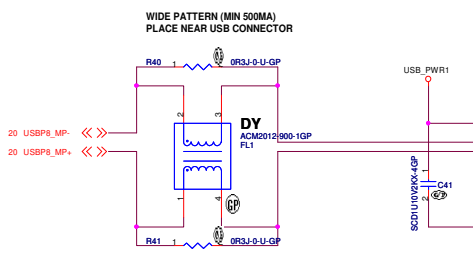 WIDE PATTERN (MIN 500MA)
PLACE NEAR USB CONNECTOR
R40 1 2 0R3J-0-U-GP
USB_PWR1
2 3
DY
ACM2012-900-1GP
FL1
20 USBP8_MP-
20 USBP8_MP+
1 4
GP
SCD1U10V2KX-4GP
1
C41
2
GP
R41 1 2 0R3J-0-U-GP